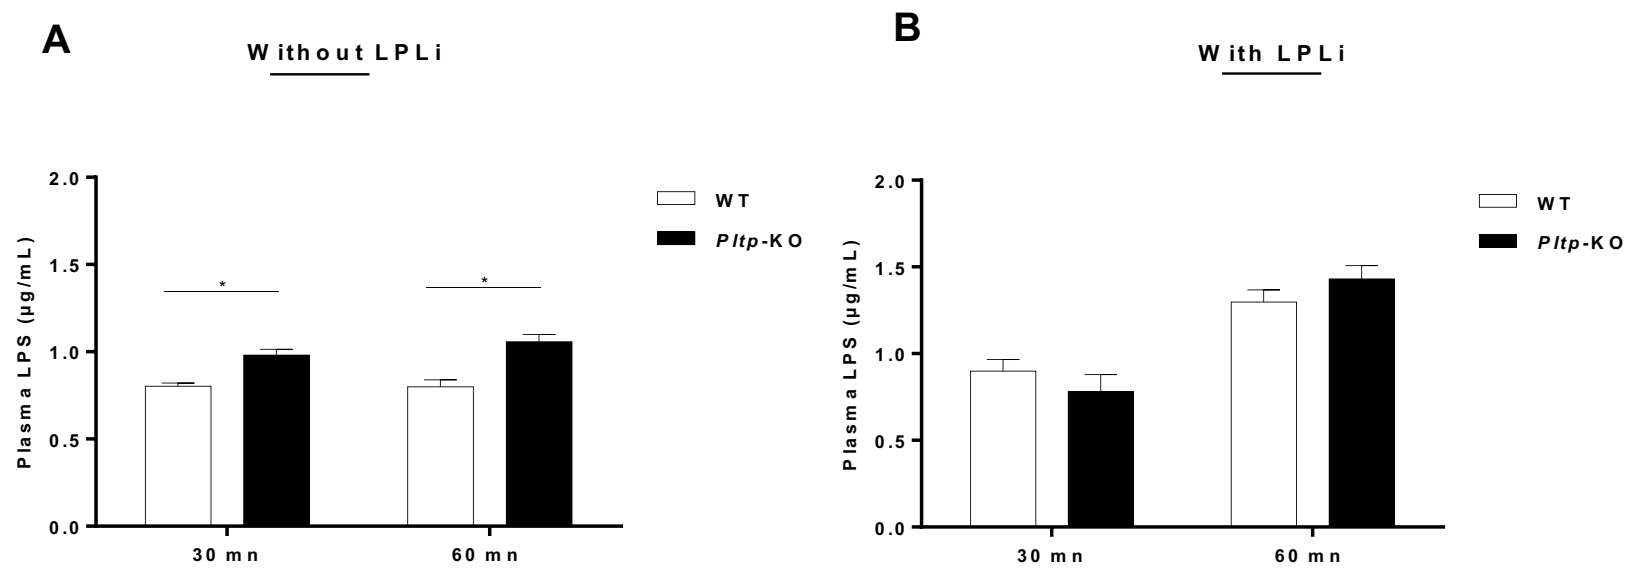 A
Without LPLi
2.0
1.5
1.0
0.5
0.0
Plasma LPS (µg/mL)
*
*
30 mn
60 mn
WT
Pltp-KO
B
With LPLi
2.0
1.5
1.0
0.5
0.0
Plasma LPS (µg/mL)
30 mn
60 mn
WT
Pltp-KO